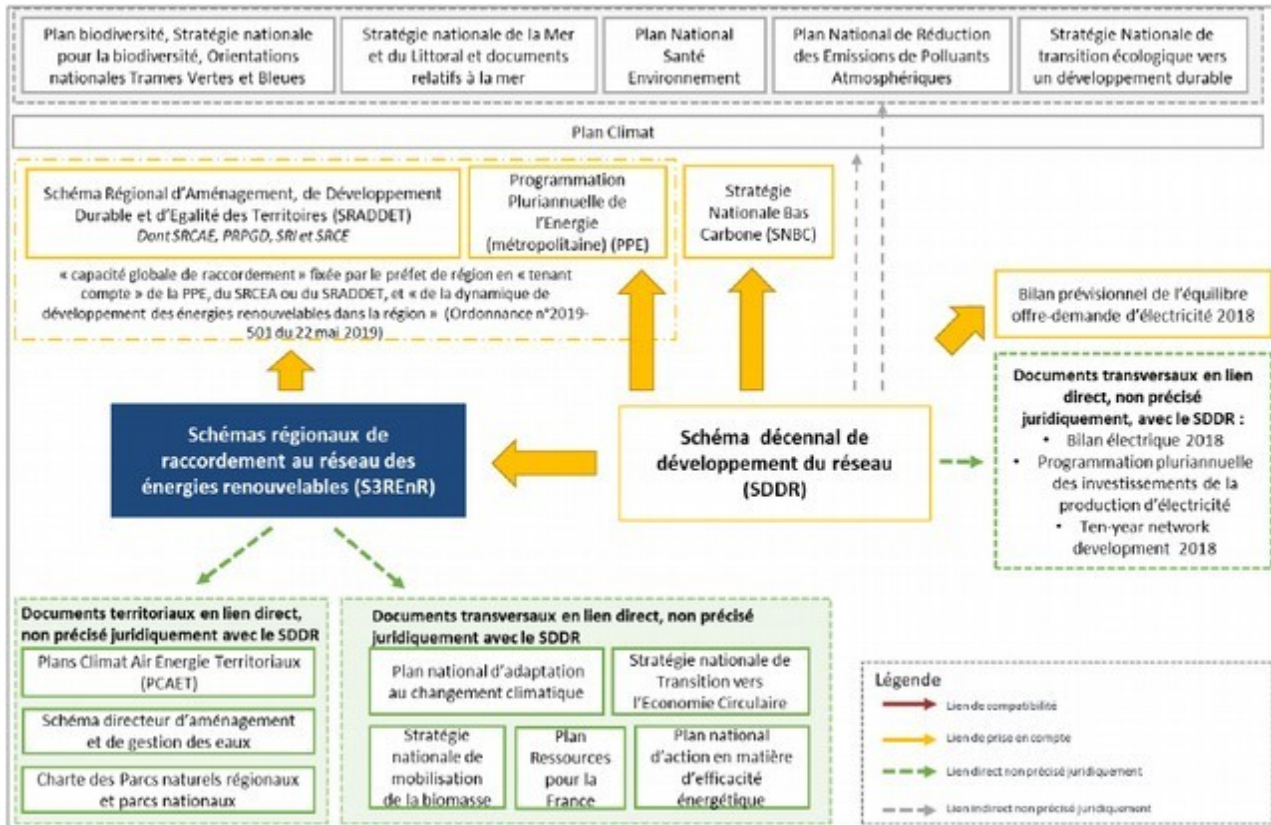 Plan biodiversité, Stratégie nationale
pour la biodiversité, Orientations
nationales Trames Vertes et Bleues
Stratégie nationale de la Mer
et du Littoral et documents
relatifs à la mer
Plan National
Santé
Environnement
Plan National de Réduction
des Emissions de Polluants
Atmosphériques
Stratégie Nationale de
transition écologique vers
un développement durable
Plan Climat
Schéma Régional d'Aménagement, de Développement
Durable et d'Egalité des Territoires (SRADDET)
Dont SRCAE, PRPGD, SRI et SRCE
Programmation
Pluriannuelle de
l'Energie
(métropolitaine) (PPE)
Stratégie
Nationale Bas
Carbone (SNBC)
« capacité globale de raccordement » fixée par le préfet de région en « tenant
compte » de la PPE, du SRCEA ou du SRADDET, et « de la dynamique de
développement des énergies renouvelables dans la région » (Ordonnance n°2019-
501 du 22 mai 2019)
Bilan prévisionnel de l'équilibre
offre-demande d'électricité 2018
Schémas régionaux de
raccordement au réseau des
énergies renouvelables (S3REnR)
Schéma décennal de
développement du réseau
(SDDR)
Documents transversaux en lien
direct, non précisé
juridiquement, avec le SDDR :
• Bilan électrique 2018
• Programmation pluriannuelle
des investissements de la
production d'électricité
• Ten-year network
development 2018
Documents territoriaux en lien direct,
non précisé juridiquement avec le SDDR
Plans Climat Air Energie Territoriaux
(PCAET)
Schéma directeur d'aménagement
et de gestion des eaux
Charte des Parcs naturels régionaux
et parcs nationaux
Documents transversaux en lien direct, non précisé
juridiquement avec le SDDR
Plan national d'adaptation
au changement climatique
Stratégie nationale de
Transition vers
l'Economie Circulaire
Stratégie
nationale de
mobilisation
de la biomasse
Plan
Ressources
pour la
France
Plan national
d'action en matière
d'efficacité
énergétique
Légende
Lien de compatibilité
Lien de prise en compte
Lien direct non précisé juridiquement
Lien indirect non précisé juridiquement